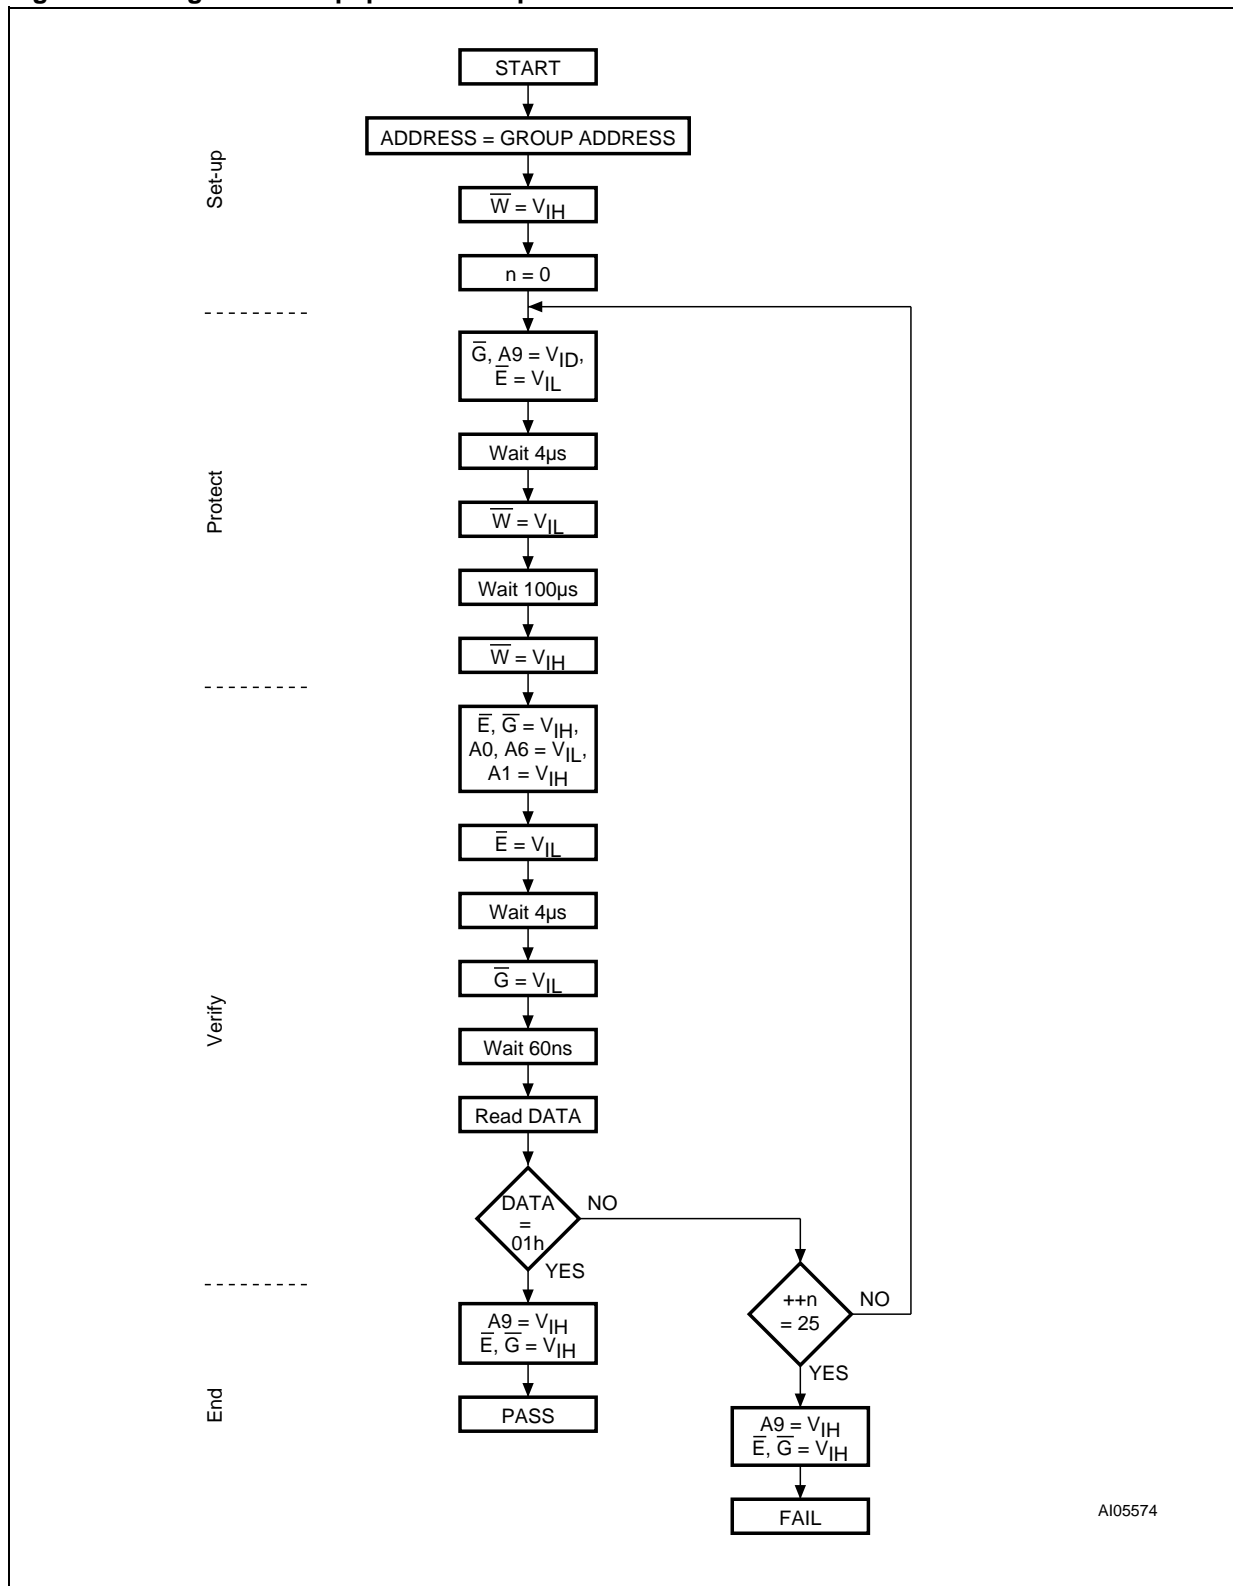 START
ADDRESS = GROUP ADDRESS
Set-up
W̅ = VIH
n = 0
G̅, A9 = VID,
E̅ = VIL
Wait 4µs
Protect
W̅ = VIL
Wait 100µs
W̅ = VIH
E̅, G̅ = VIH,
A0, A6 = VIL,
A1 = VIH
E̅ = VIL
Wait 4µs
G̅ = VIL
Verify
Wait 60ns
Read DATA
DATA
=
01h
NO
YES
++n
= 25
NO
YES
A9 = VIH
E̅, G̅ = VIH
End
PASS
A9 = VIH
E̅, G̅ = VIH
FAIL
AI05574